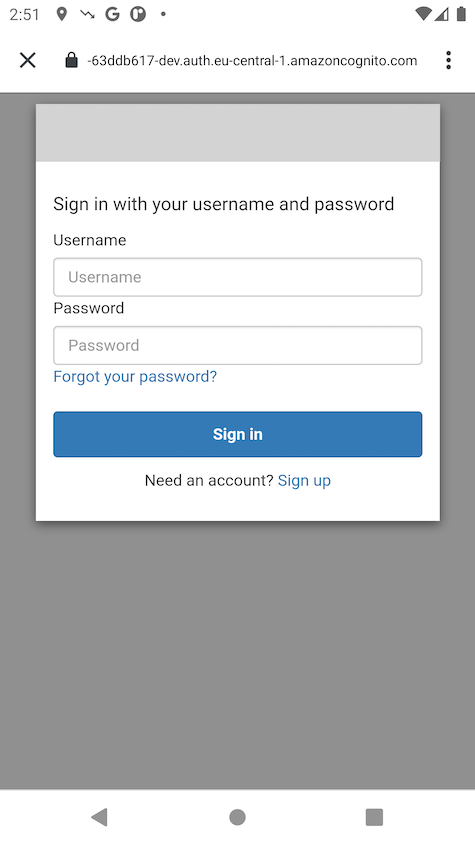 2:51
-63ddb617-dev.auth.eu-central-1.amazoncognito.com
Sign in with your username and password
Username
Username
Password
Password
Forgot your password?
Sign in
Need an account? Sign up